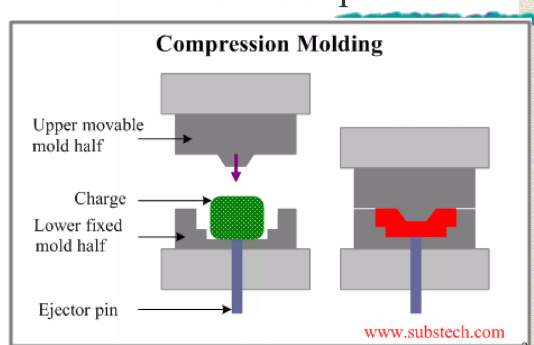 Compression Molding
Upper movable
mold half
Charge
Lower fixed
mold half
Ejector pin
www.substech.com